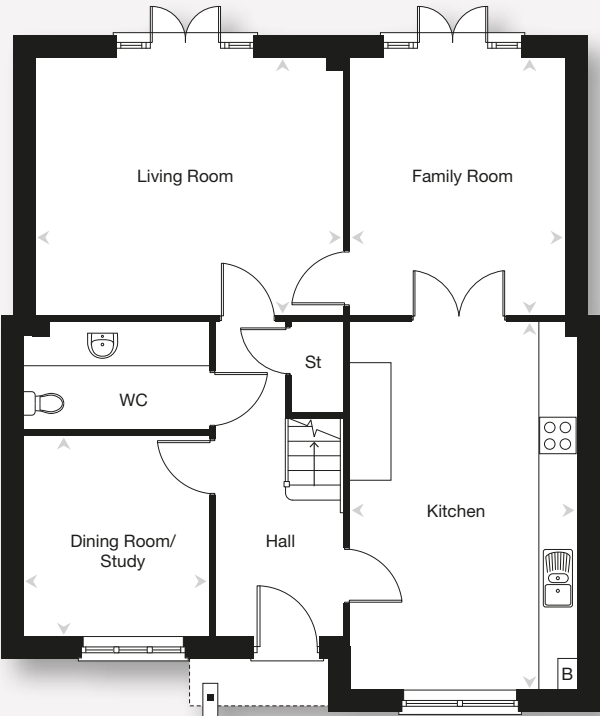 Living Room
Family Room
St
WC
Kitchen
Dining Room/
Study
Hall
B